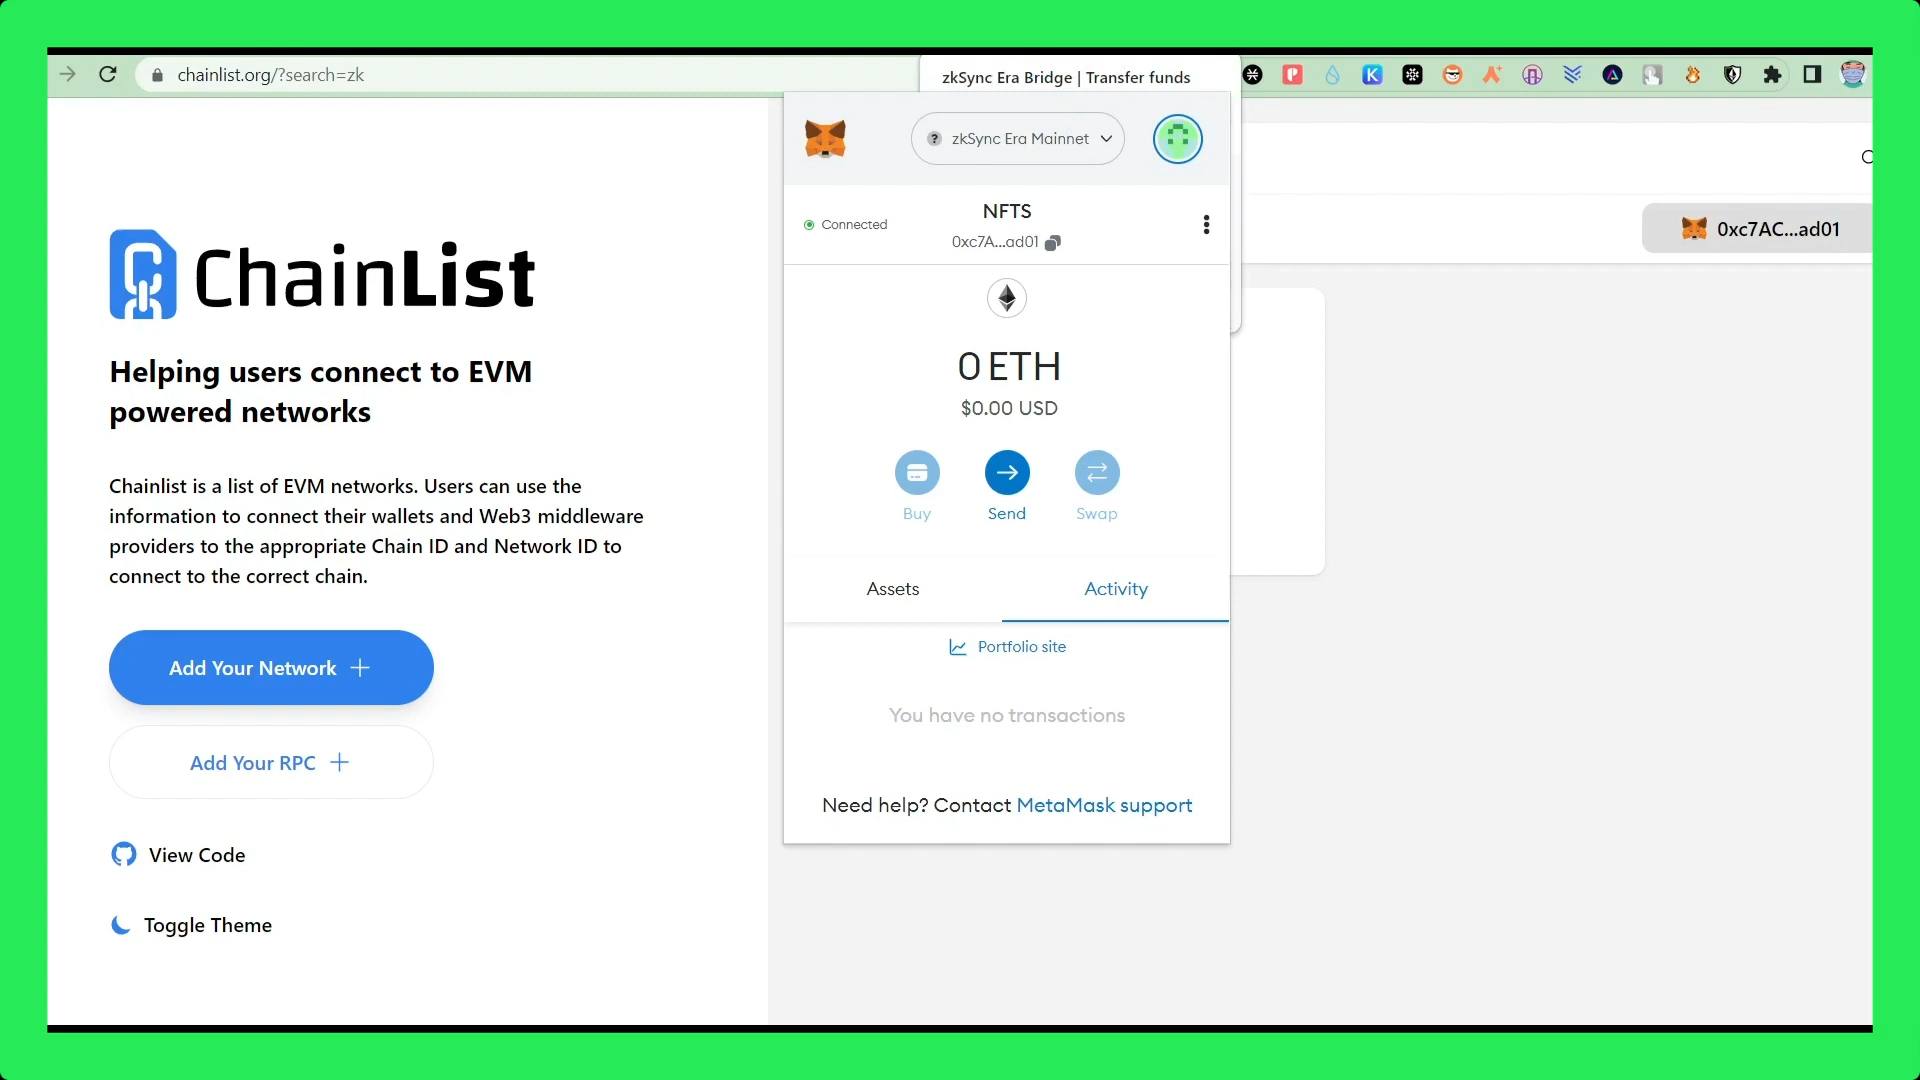 chainlist.org/?search=zk
zkSync Era Bridge | Transfer funds
zkSync Era Mainnet
Connected
NFTS
0xc7A...ad01
0xc7AC...ad01
ChainList
Helping users connect to EVM
powered networks
Chainlist is a list of EVM networks. Users can use the
information to connect their wallets and Web3 middleware
providers to the appropriate Chain ID and Network ID to
connect to the correct chain.
Add Your Network
Add Your RPC
View Code
Toggle Theme
0 ETH
$0.00 USD
Buy
Send
Swap
Assets
Activity
Portfolio site
You have no transactions
Need help? Contact MetaMask support